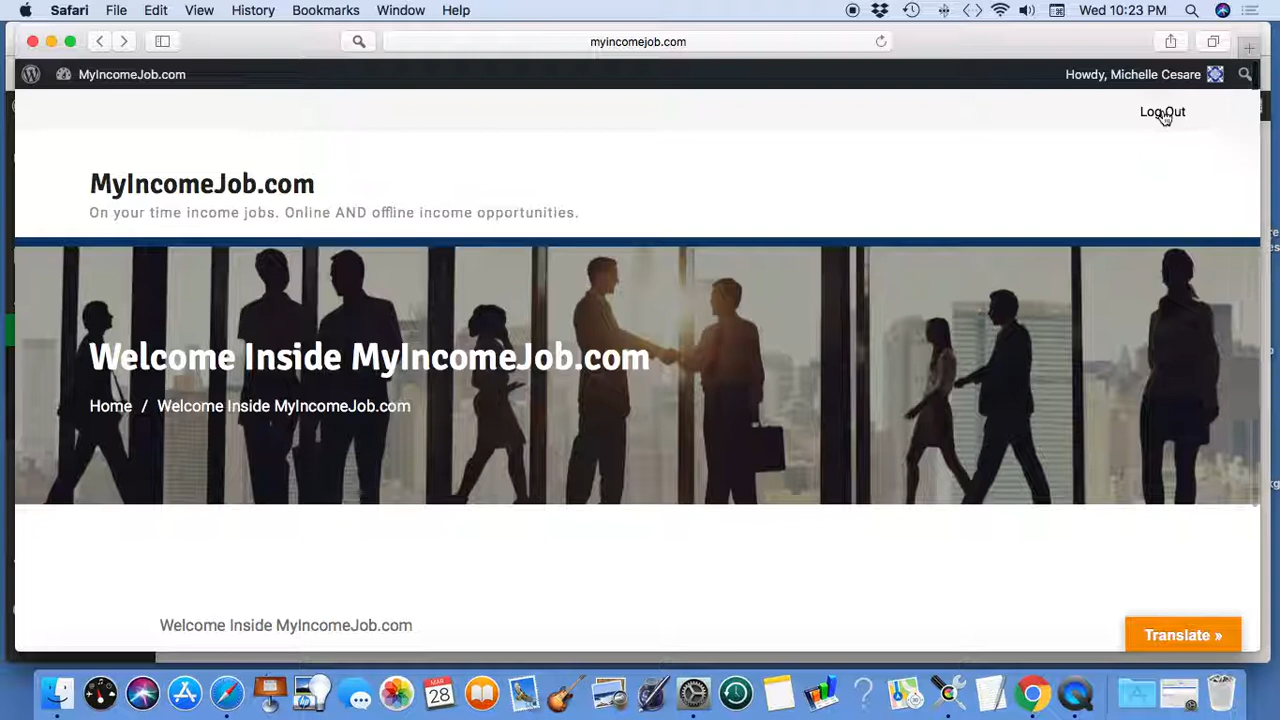 Safari File Edit View History Bookmarks Window Help Wed 10:23 PM
myincomejob.com
MyIncomeJob.com Howdy, Michelle Cesare
Log Out
MyIncomeJob.com
On your time income jobs. Online AND offline income opportunities.
Welcome Inside MyIncomeJob.com
Home / Welcome Inside MyIncomeJob.com
Welcome Inside MyIncomeJob.com
Translate »
MAR
28